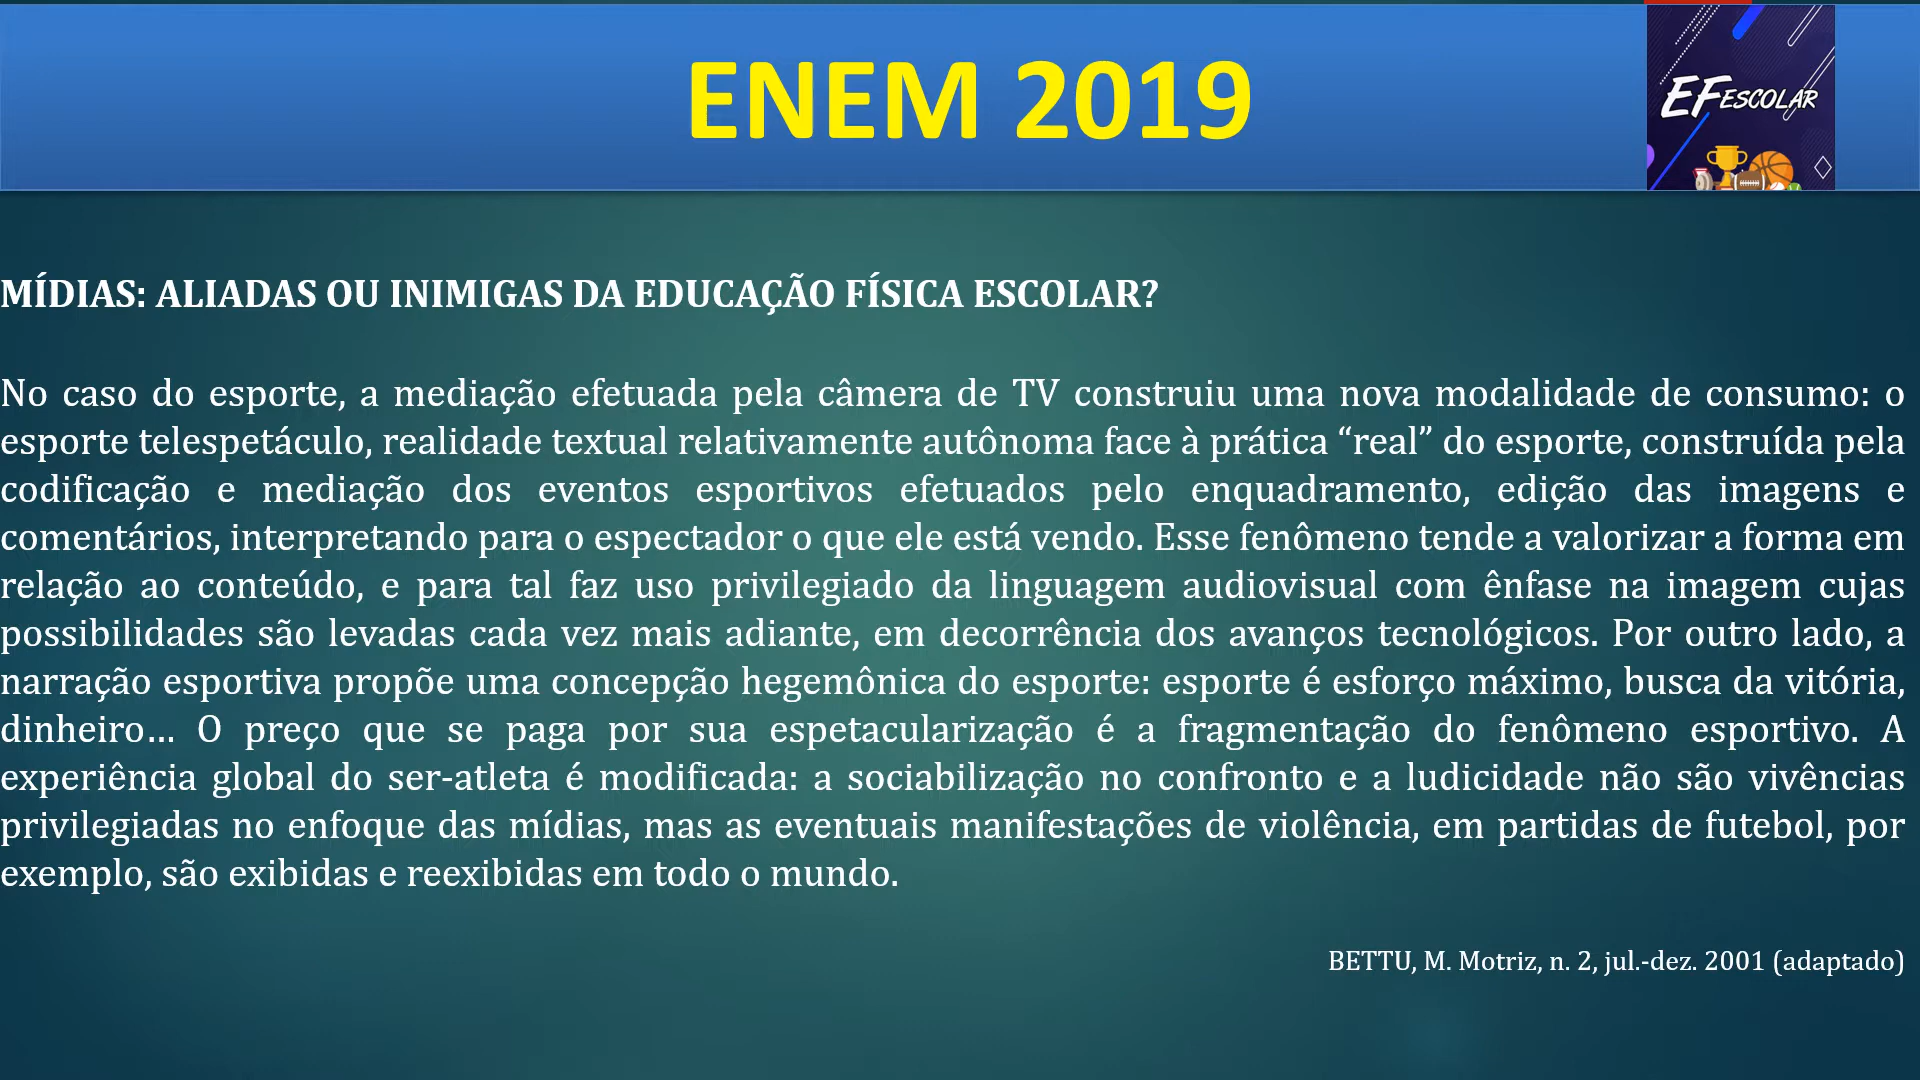 ENEM 2019
EFESCOLAR
MÍDIAS: ALIADAS OU INIMIGAS DA EDUCAÇÃO FÍSICA ESCOLAR?
No caso do esporte, a mediação efetuada pela câmera de TV construiu uma nova modalidade de consumo: o
esporte telespetáculo, realidade textual relativamente autônoma face à prática “real” do esporte, construída pela
codificação e mediação dos eventos esportivos efetuados pelo enquadramento, edição das imagens e
comentários, interpretando para o espectador o que ele está vendo. Esse fenômeno tende a valorizar a forma em
relação ao conteúdo, e para tal faz uso privilegiado da linguagem audiovisual com ênfase na imagem cujas
possibilidades são levadas cada vez mais adiante, em decorrência dos avanços tecnológicos. Por outro lado, a
narração esportiva propõe uma concepção hegemônica do esporte: esporte é esforço máximo, busca da vitória,
dinheiro… O preço que se paga por sua espetacularização é a fragmentação do fenômeno esportivo. A
experiência global do ser-atleta é modificada: a sociabilização no confronto e a ludicidade não são vivências
privilegiadas no enfoque das mídias, mas as eventuais manifestações de violência, em partidas de futebol, por
exemplo, são exibidas e reexibidas em todo o mundo.
BETTU, M. Motriz, n. 2, jul.-dez. 2001 (adaptado)